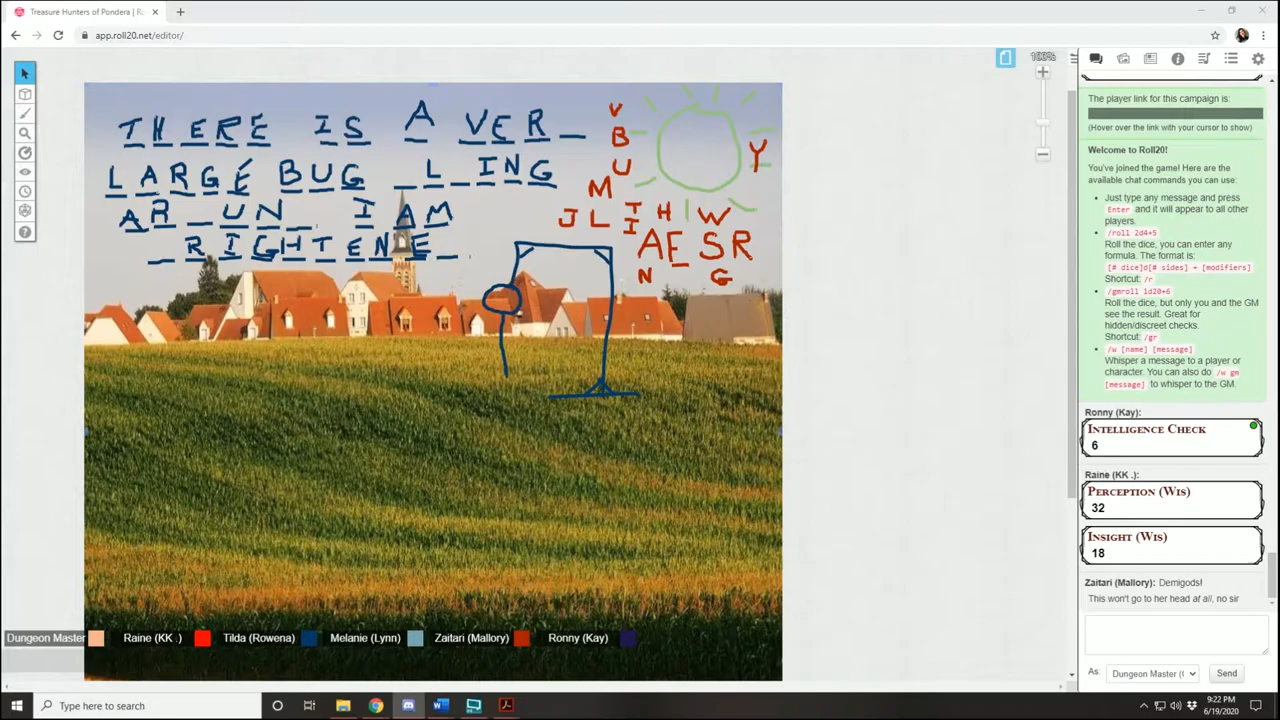 Treasure Hunters of Pondera | Ro
app.roll20.net/editor/
100%
THERE IS A VER_
LARGE BUG _L_ING
AR_UN_ I AM
_RIGHTENE_
V
B
U
Y
M
J L T H W
I
A E S R
N G
The player link for this campaign is:
(Hover over the link with your cursor to show)
Welcome to Roll20!
You've joined the game! Here are the
available chat commands you can use:
Just type any message and press
Enter and it will appear to all other
players.
/roll 2d4+5
Roll the dice, you can enter any
formula. The format is:
[# dice]d[# sides] + [modifiers]
Shortcut: /r
/gmroll 1d20+6
Roll the dice, but only you and the GM
see the result. Great for
hidden/discreet checks.
Shortcut: /gr
/w [name] [message]
Whisper a message to a player or
character. You can also do /w gm
[message] to whisper to the GM.
Ronny (Kay):
INTELLIGENCE CHECK
6
Raine (KK .):
PERCEPTION (WIS)
32
INSIGHT (WIS)
18
Zaitari (Mallory): Demigods!
This won't go to her head at all, no sir
Dungeon Master Raine (KK .) Tilda (Rowena) Melanie (Lynn) Zaitari (Mallory) Ronny (Kay)
As: Dungeon Master (G Send
Type here to search
9:22 PM
6/19/2020